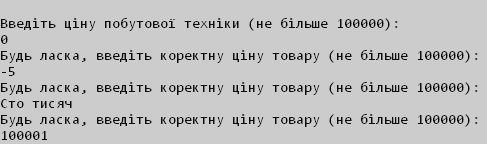 Введіть ціну побутової техніки (не більше 100000):
0
Будь ласка, введіть коректну ціну товару (не більше 100000):
-5
Будь ласка, введіть коректну ціну товару (не більше 100000):
Сто тисяч
Будь ласка, введіть коректну ціну товару (не більше 100000):
100001